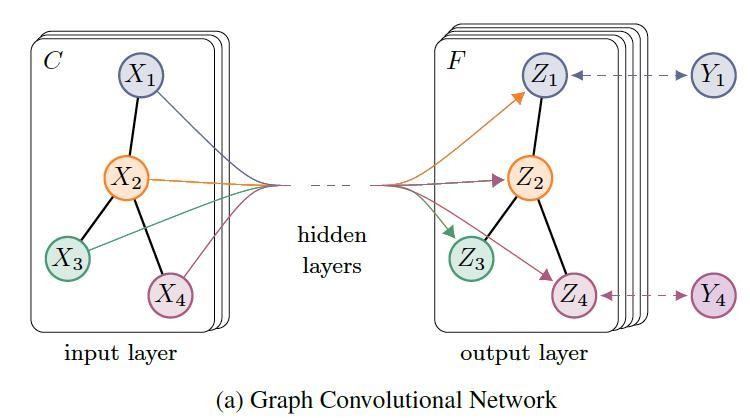 C
F
X1
Z1
Y1
X2
Z2
X3
hidden
layers
Z3
X4
Z4
Y4
input layer
output layer
(a) Graph Convolutional Network